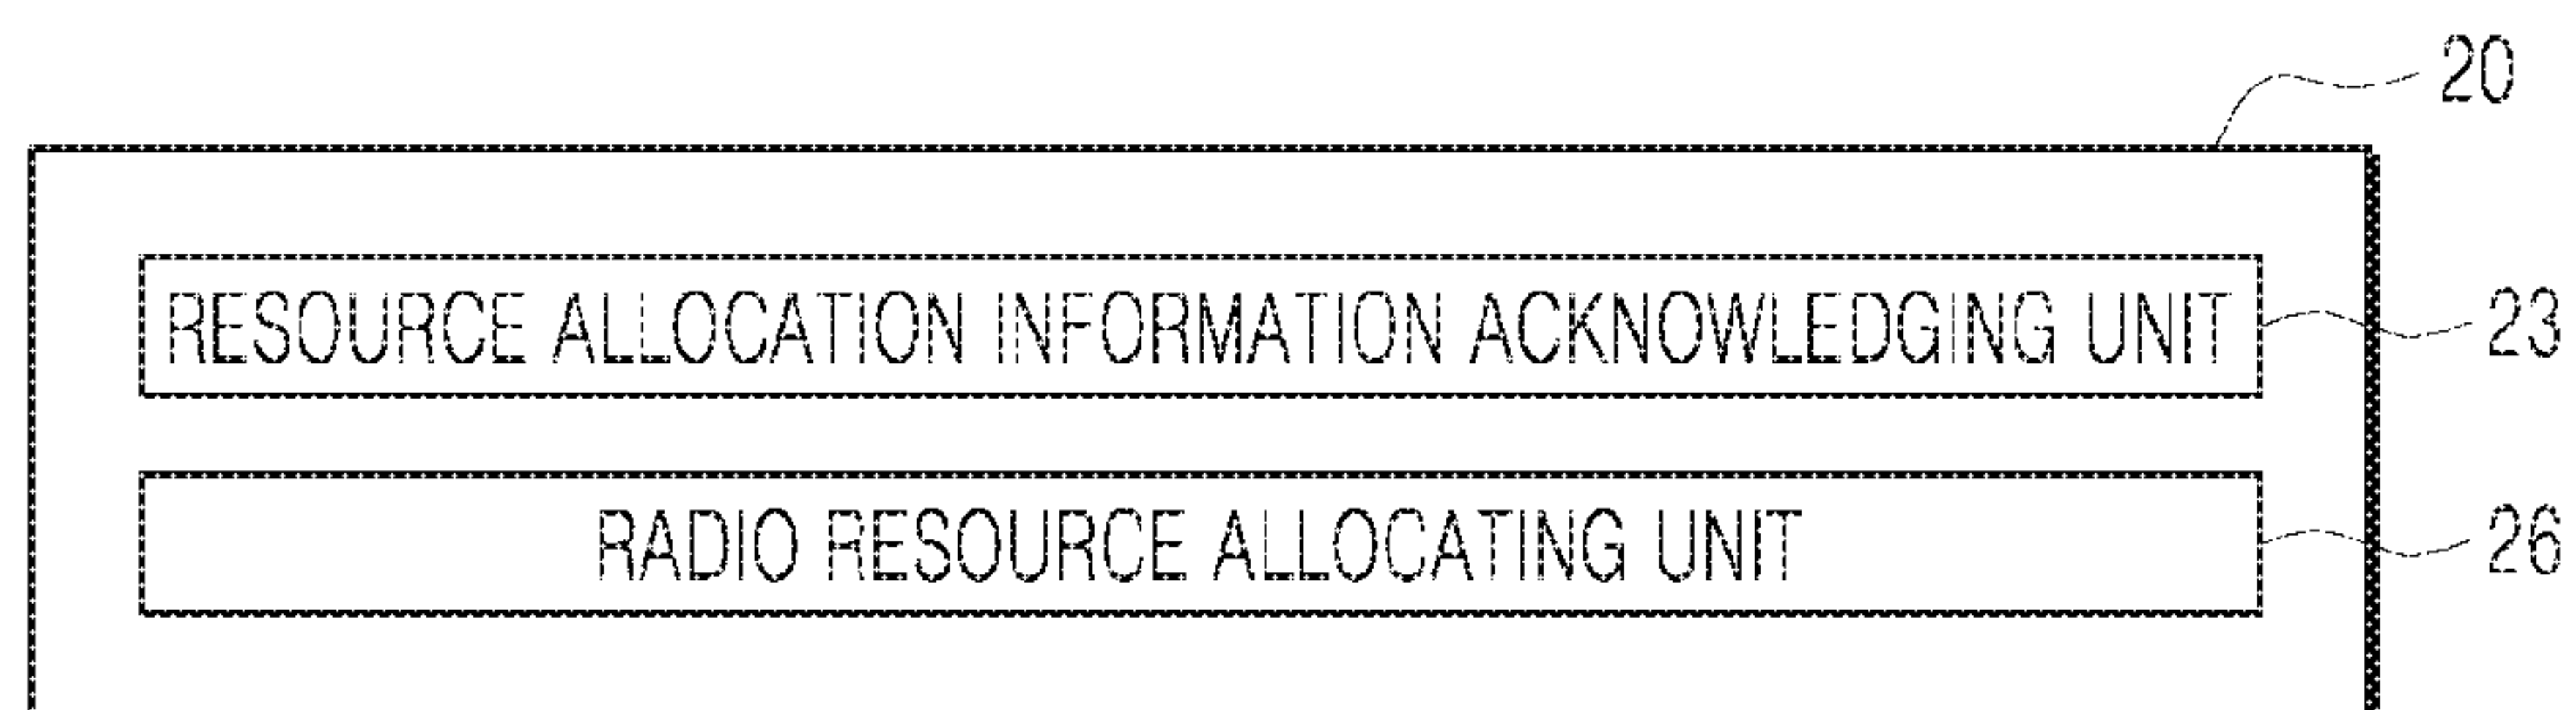 20
RESOURCE ALLOCATION INFORMATION ACKNOWLEDGING UNIT 23
RADIO RESOURCE ALLOCATING UNIT 26